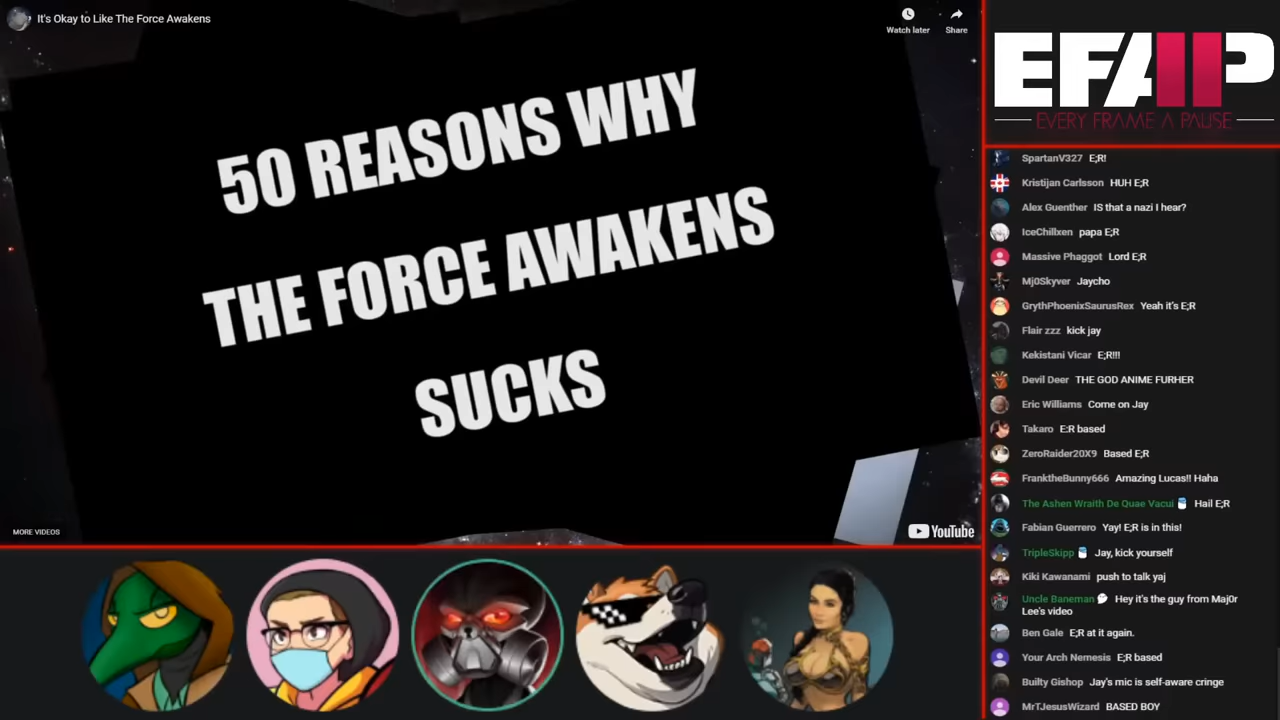 It's Okay to Like The Force Awakens
Watch later
Share
50 REASONS WHY
THE FORCE AWAKENS
SUCKS
MORE VIDEOS
YouTube
EFAP
EVERY FRAME A PAUSE
SpartanV327 E;R!
Kristijan Carlsson HUH E;R
Alex Guenther IS that a nazi I hear?
IceChillxen papa E;R
Massive Phaggot Lord E;R
Mj0Skyver Jaycho
GrythPhoenixSaurusRex Yeah it's E;R
Flair zzz kick jay
Kekistani Vicar E;R!!!
Devil Deer THE GOD ANIME FURHER
Eric Williams Come on Jay
Takaro E;R based
ZeroRaider20X9 Based E;R
FranktheBunny666 Amazing Lucas!! Haha
The Ashen Wraith De Quae Vacui Hail E;R
Fabian Guerrero Yay! E;R is in this!
TripleSkipp Jay, kick yourself
Kiki Kawanami push to talk yaj
Uncle Baneman Hey it's the guy from Maj0r
Lee's video
Ben Gale E;R at it again.
Your Arch Nemesis E;R based
Builty Gishop Jay's mic is self-aware cringe
MrTJesusWizard BASED BOY